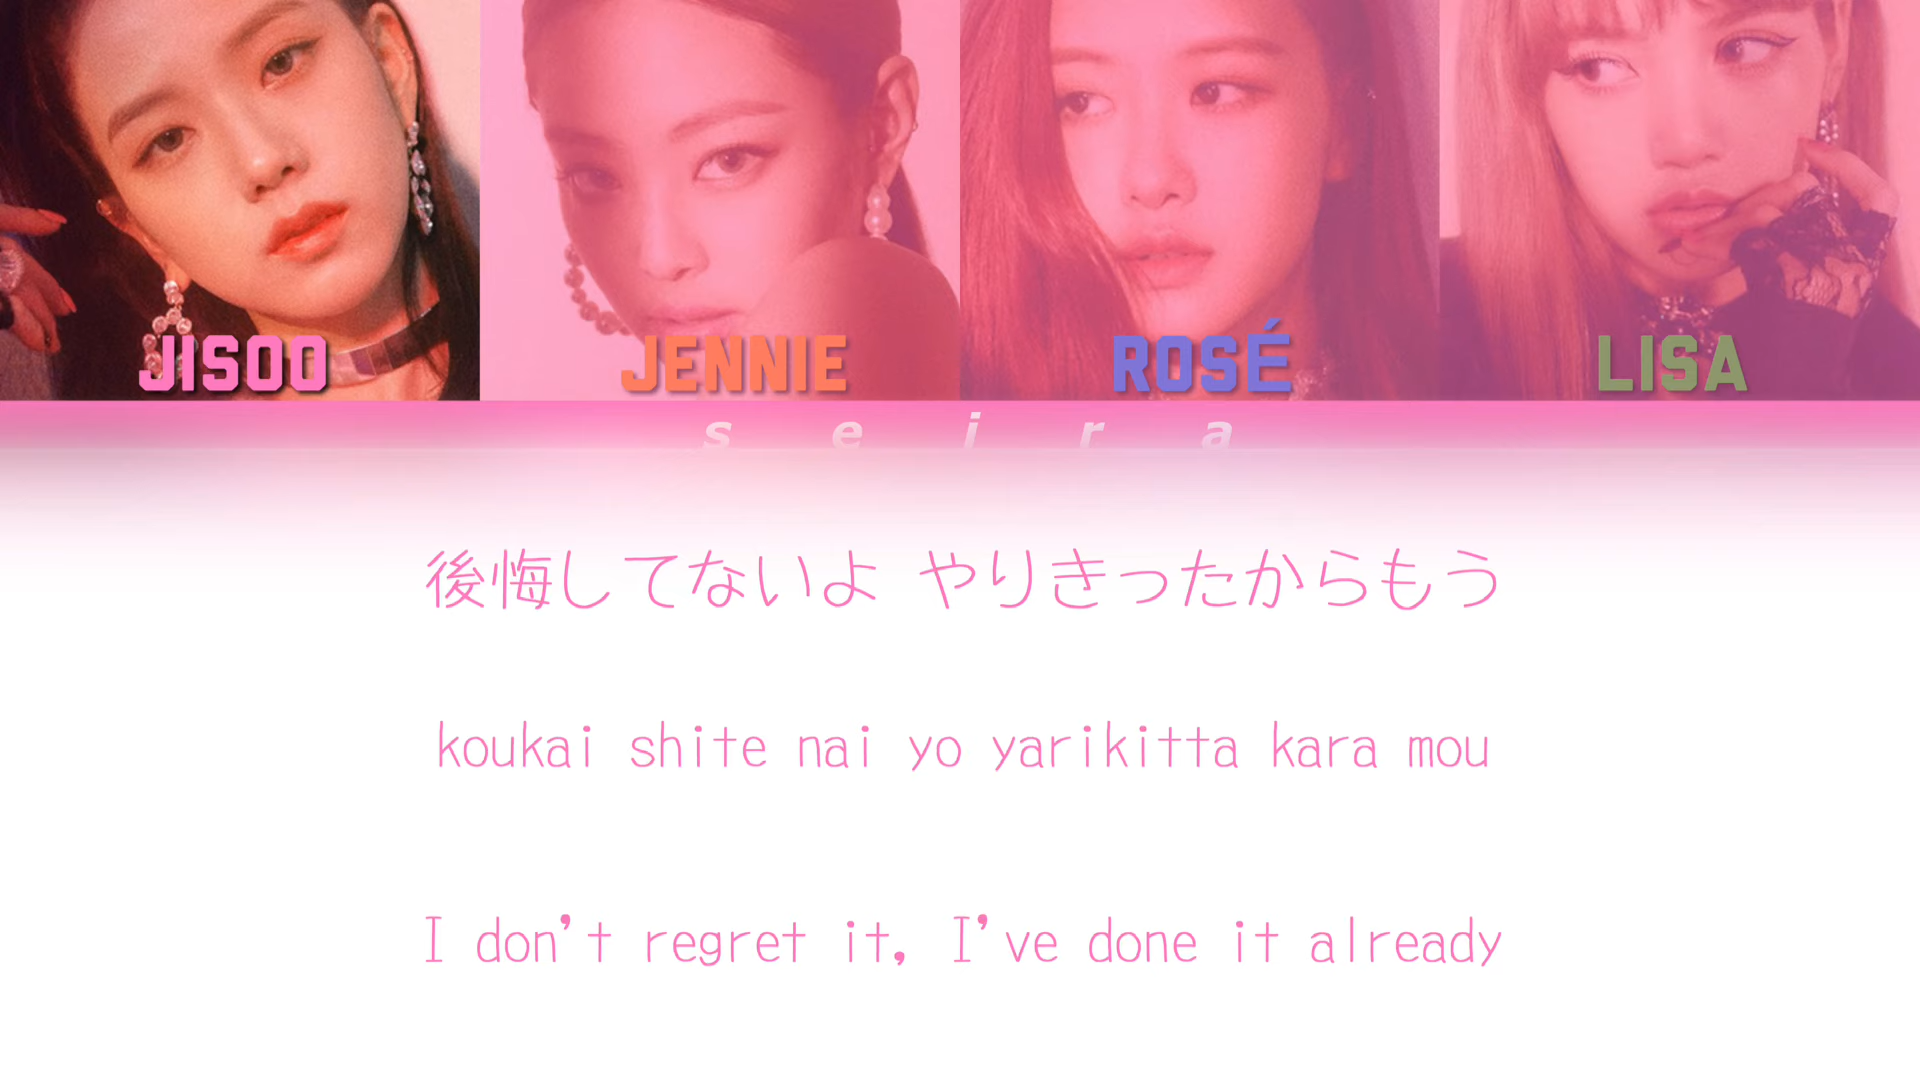 JISOO JENNIE ROSÉ LISA
s e i r a
後悔してないよ やりきったからもう
koukai shite nai yo yarikitta kara mou
I don't regret it, I've done it already